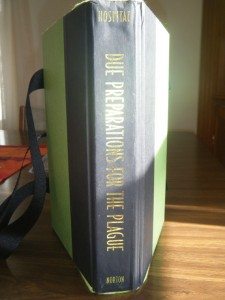 HOSPITAL
DUE PREPARATIONS FOR THE PLAGUE
NORTON